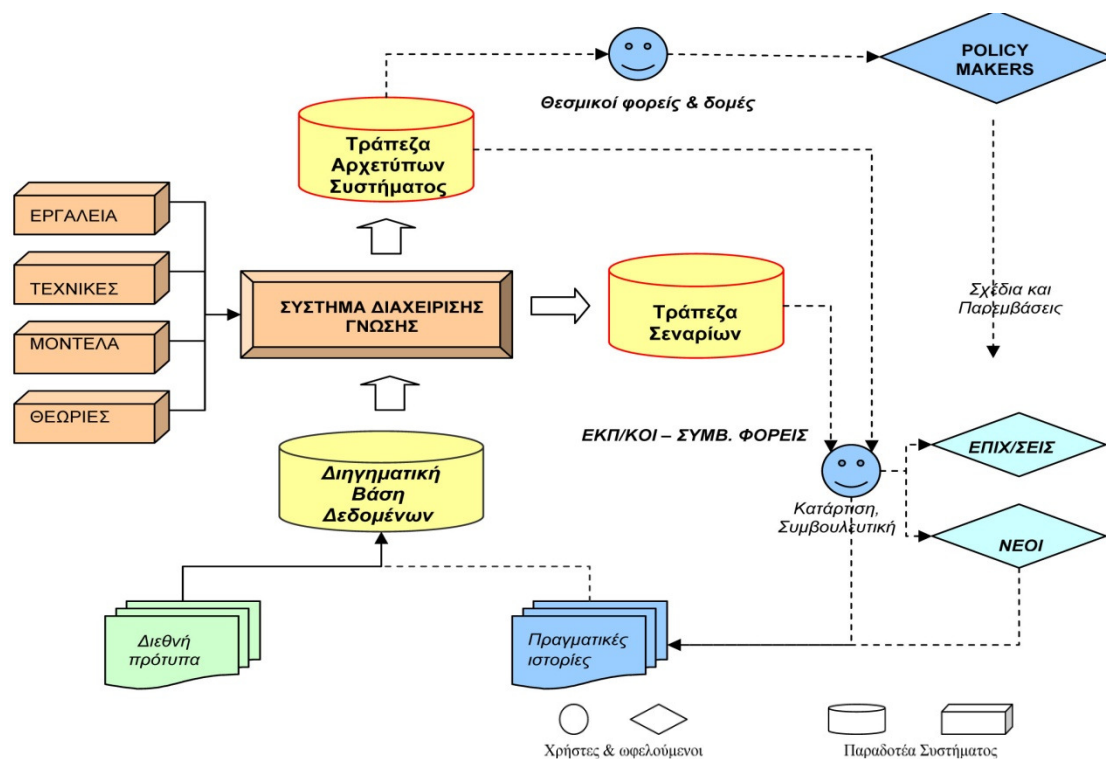 POLICY
MAKERS
Θεσμικοί φορείς & δομές
Τράπεζα
Αρχετύπων
Συστήματος
ΕΡΓΑΛΕΙΑ
ΤΕΧΝΙΚΕΣ
ΜΟΝΤΕΛΑ
ΘΕΩΡΙΕΣ
ΣΥΣΤΗΜΑ ΔΙΑΧΕΙΡΙΣΗΣ
ΓΝΩΣΗΣ
Τράπεζα
Σεναρίων
Σχέδια και
Παρεμβάσεις
ΕΚΠ/ΚΟΙ – ΣΥΜΒ. ΦΟΡΕΙΣ
ΕΠΙΧ/ΣΕΙΣ
Διηγηματική
Βάση
Δεδομένων
Κατάρτιση,
Συμβουλευτική
ΝΕΟΙ
Διεθνή
πρότυπα
Πραγματικές
ιστορίες
Χρήστες & ωφελούμενοι
Παραδοτέα Συστήματος